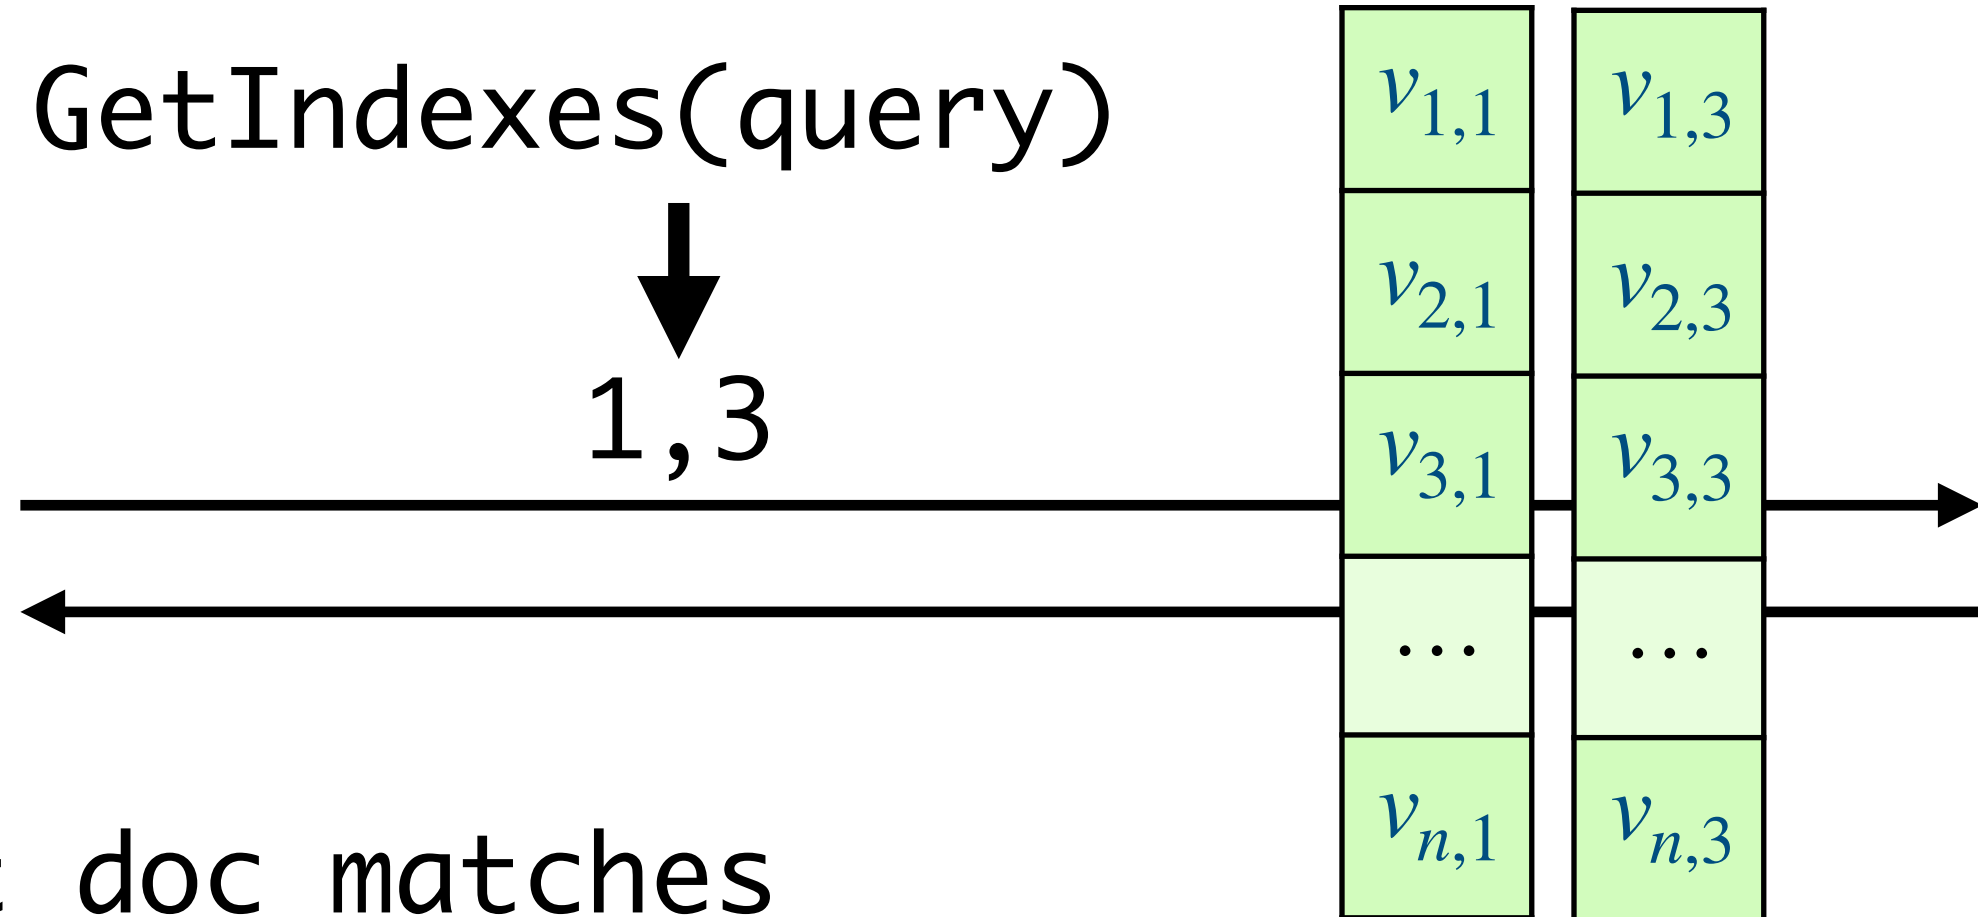 GetIndexes(query)
1,3
v1,1 v1,3
v2,1 v2,3
v3,1 v3,3
... ...
vn,1 vn,3
doc matches